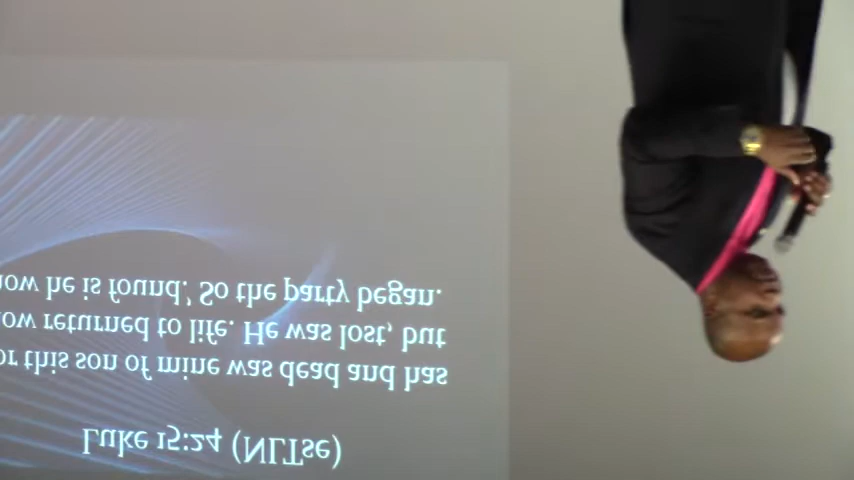 Luke 15:24 (NLTse)
or this son of mine was dead and has
ow returned to life. He was lost, but
ow he is found.' So the party began.